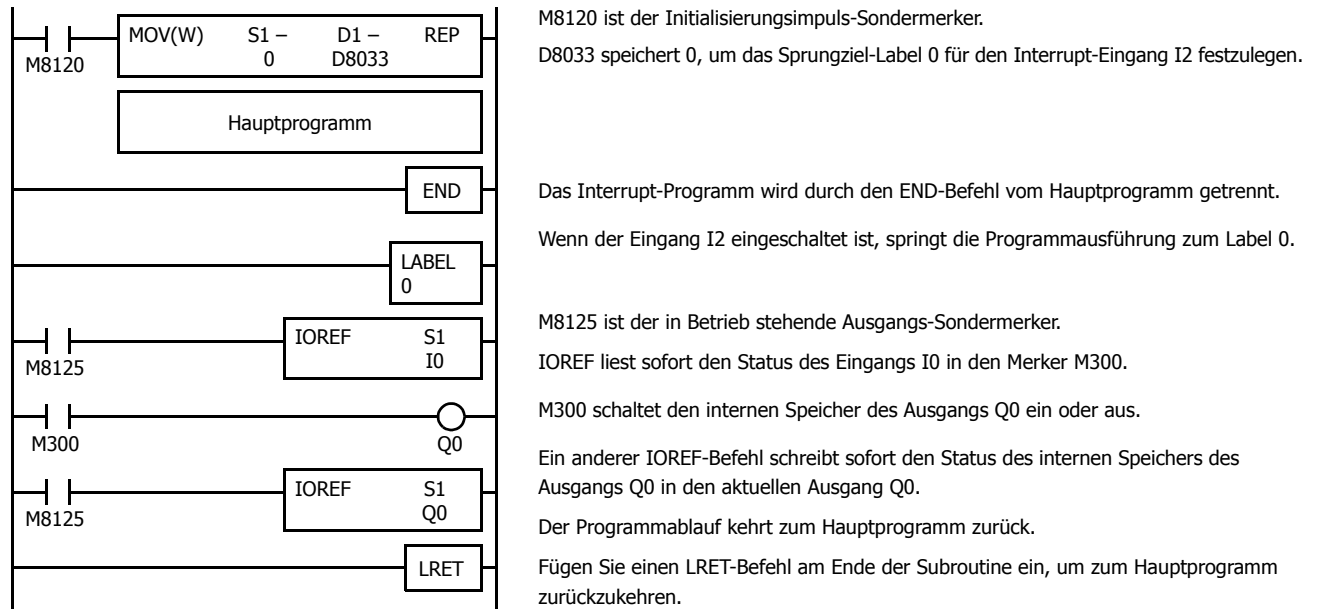 M8120 ist der Initialisierungsimpuls-Sondermerker.
MOV(W) S1 – D1 – REP
0 D8033
M8120
D8033 speichert 0, um das Sprungziel-Label 0 für den Interrupt-Eingang I2 festzulegen.
Hauptprogramm
END
Das Interrupt-Programm wird durch den END-Befehl vom Hauptprogramm getrennt.
Wenn der Eingang I2 eingeschaltet ist, springt die Programmausführung zum Label 0.
LABEL
0
M8125 ist der in Betrieb stehende Ausgangs-Sondermerker.
IOREF S1
I0
M8125
IOREF liest sofort den Status des Eingangs I0 in den Merker M300.
M300 schaltet den internen Speicher des Ausgangs Q0 ein oder aus.
M300 Q0
Ein anderer IOREF-Befehl schreibt sofort den Status des internen Speichers des
Ausgangs Q0 in den aktuellen Ausgang Q0.
IOREF S1
Q0
M8125
Der Programmablauf kehrt zum Hauptprogramm zurück.
LRET
Fügen Sie einen LRET-Befehl am Ende der Subroutine ein, um zum Hauptprogramm
zurückzukehren.